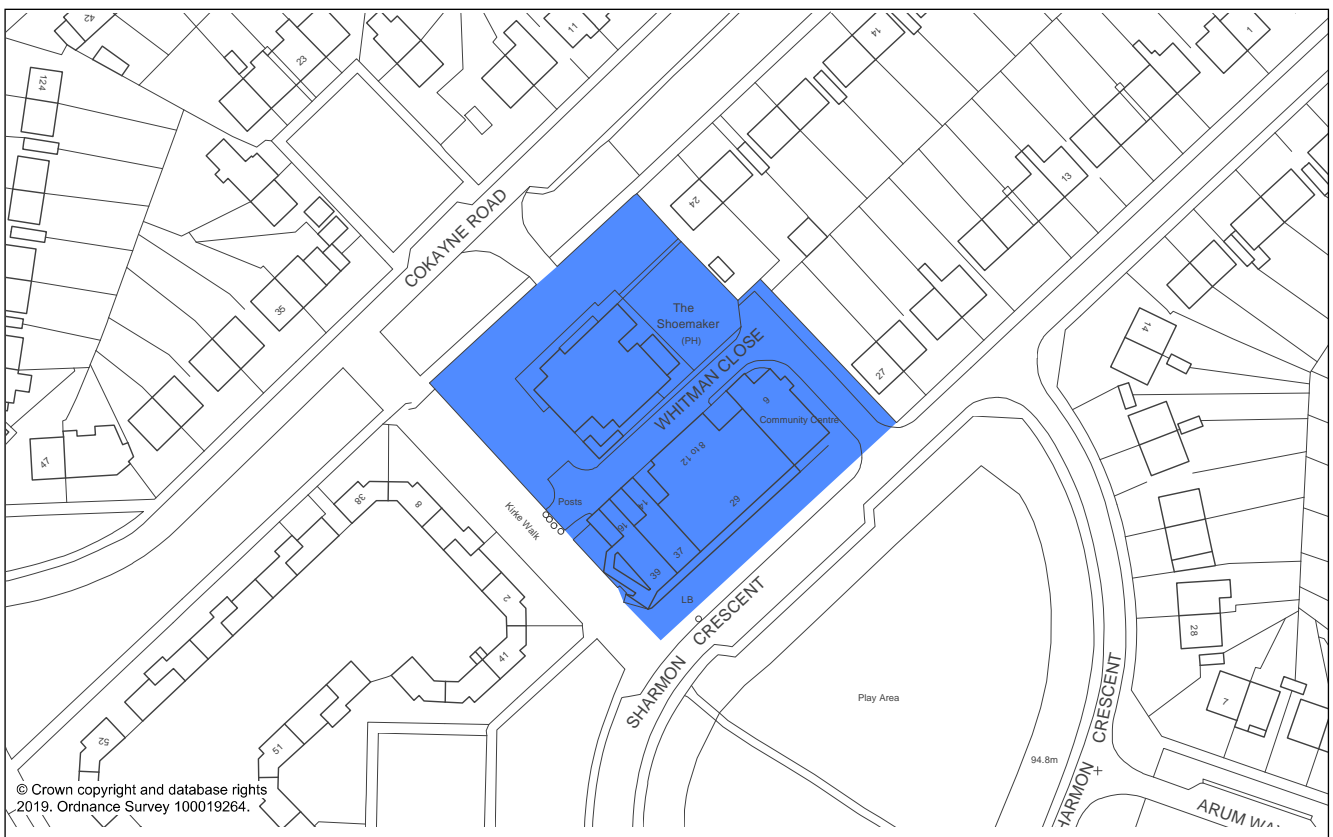 42
124
23
11
14
1
13
24
COKAYNE ROAD
35
The
Shoemaker
(PH)
WHITMAN CLOSE
27
14
9
Community Centre
8 to 12
47
38
8
Kirke Walk
Posts
14
16
29
37
39
LB
SHARMON CRESCENT
28
2
41
7
Play Area
SHARMON CRESCENT
52
51
94.8m
ARUM WA
© Crown copyright and database rights
2019. Ordnance Survey 100019264.